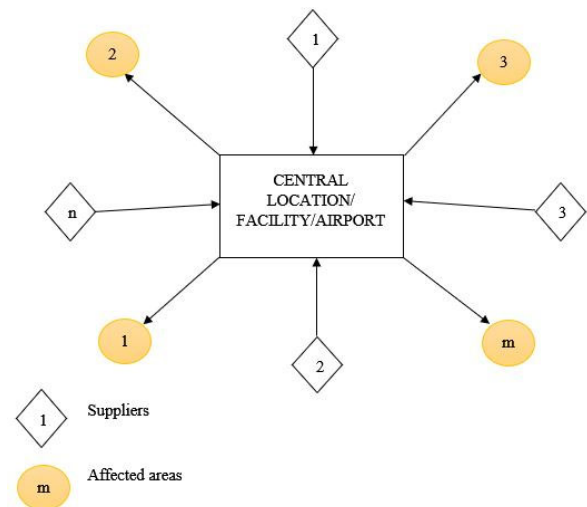 1
2
3
CENTRAL
LOCATION/
FACILITY/AIRPORT
n
3
1
2
m
1
Suppliers
m
Affected areas